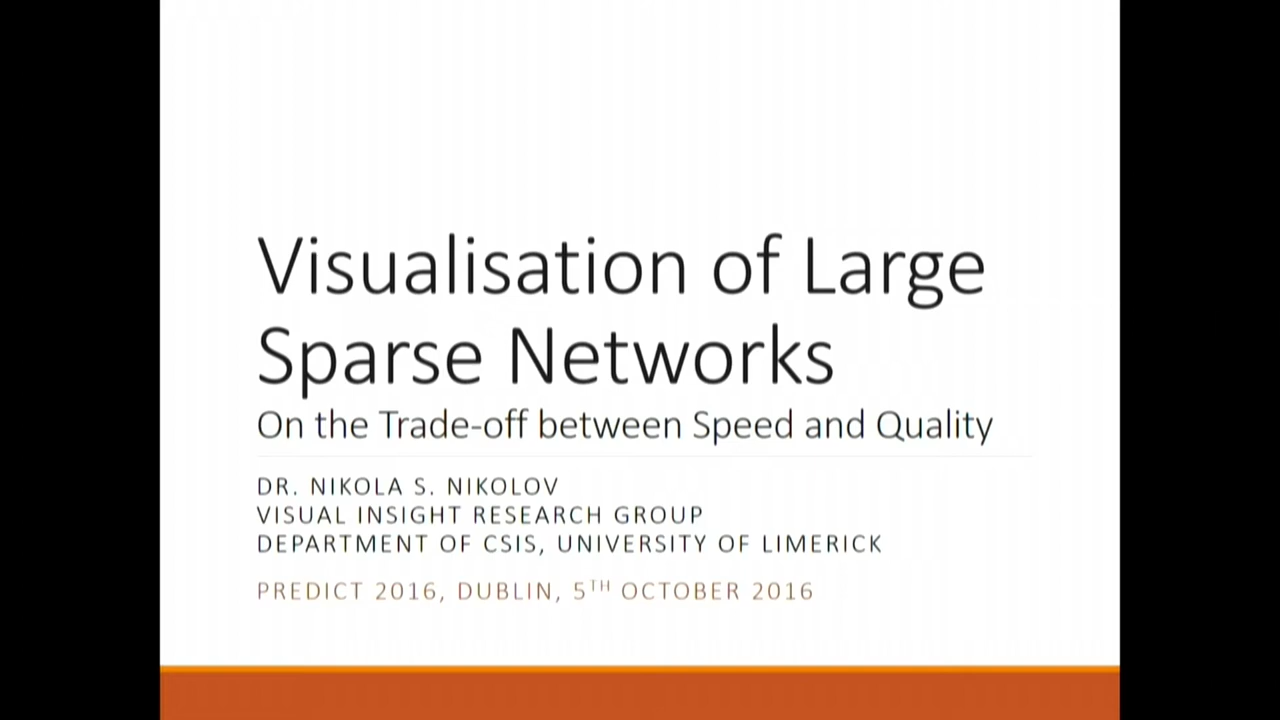 Visualisation of Large
Sparse Networks
On the Trade-off between Speed and Quality
DR. NIKOLA S. NIKOLOV
VISUAL INSIGHT RESEARCH GROUP
DEPARTMENT OF CSIS, UNIVERSITY OF LIMERICK
PREDICT 2016, DUBLIN, 5TH OCTOBER 2016